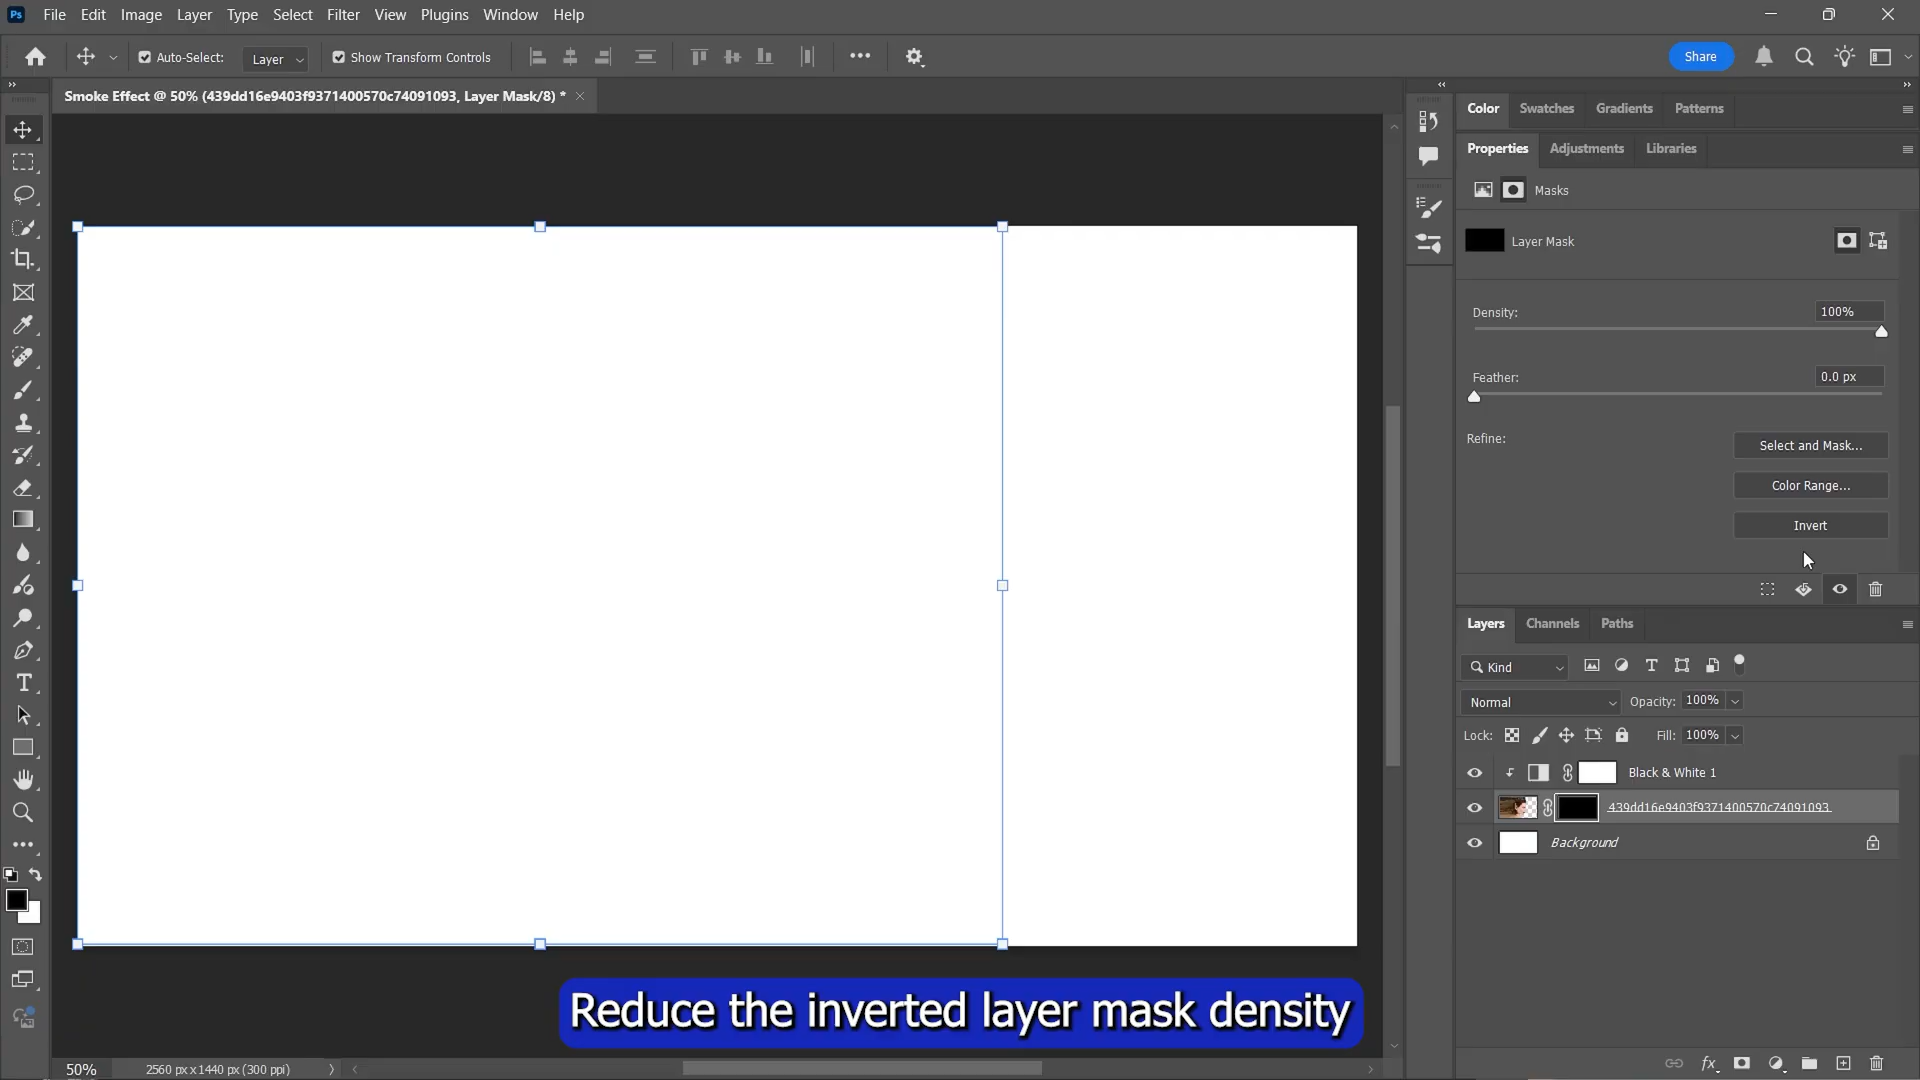 Ps File Edit Image Layer Type Select Filter View Plugins Window Help
Auto-Select: Layer Show Transform Controls Share
Smoke Effect @ 50% (439dd16e9403f9371400570c74091093, Layer Mask/8) *
Color Swatches Gradients Patterns
Properties Adjustments Libraries
Masks
Layer Mask
Density: 100%
Feather: 0.0 px
Refine:
Select and Mask...
Color Range...
Invert
Layers Channels Paths
Kind
Normal Opacity: 100%
Lock: Fill: 100%
Black & White 1
439dd16e9403f9371400570c74091093
Background
Reduce the inverted layer mask density
50% 2560 px x 1440 px (300 ppi)
fx